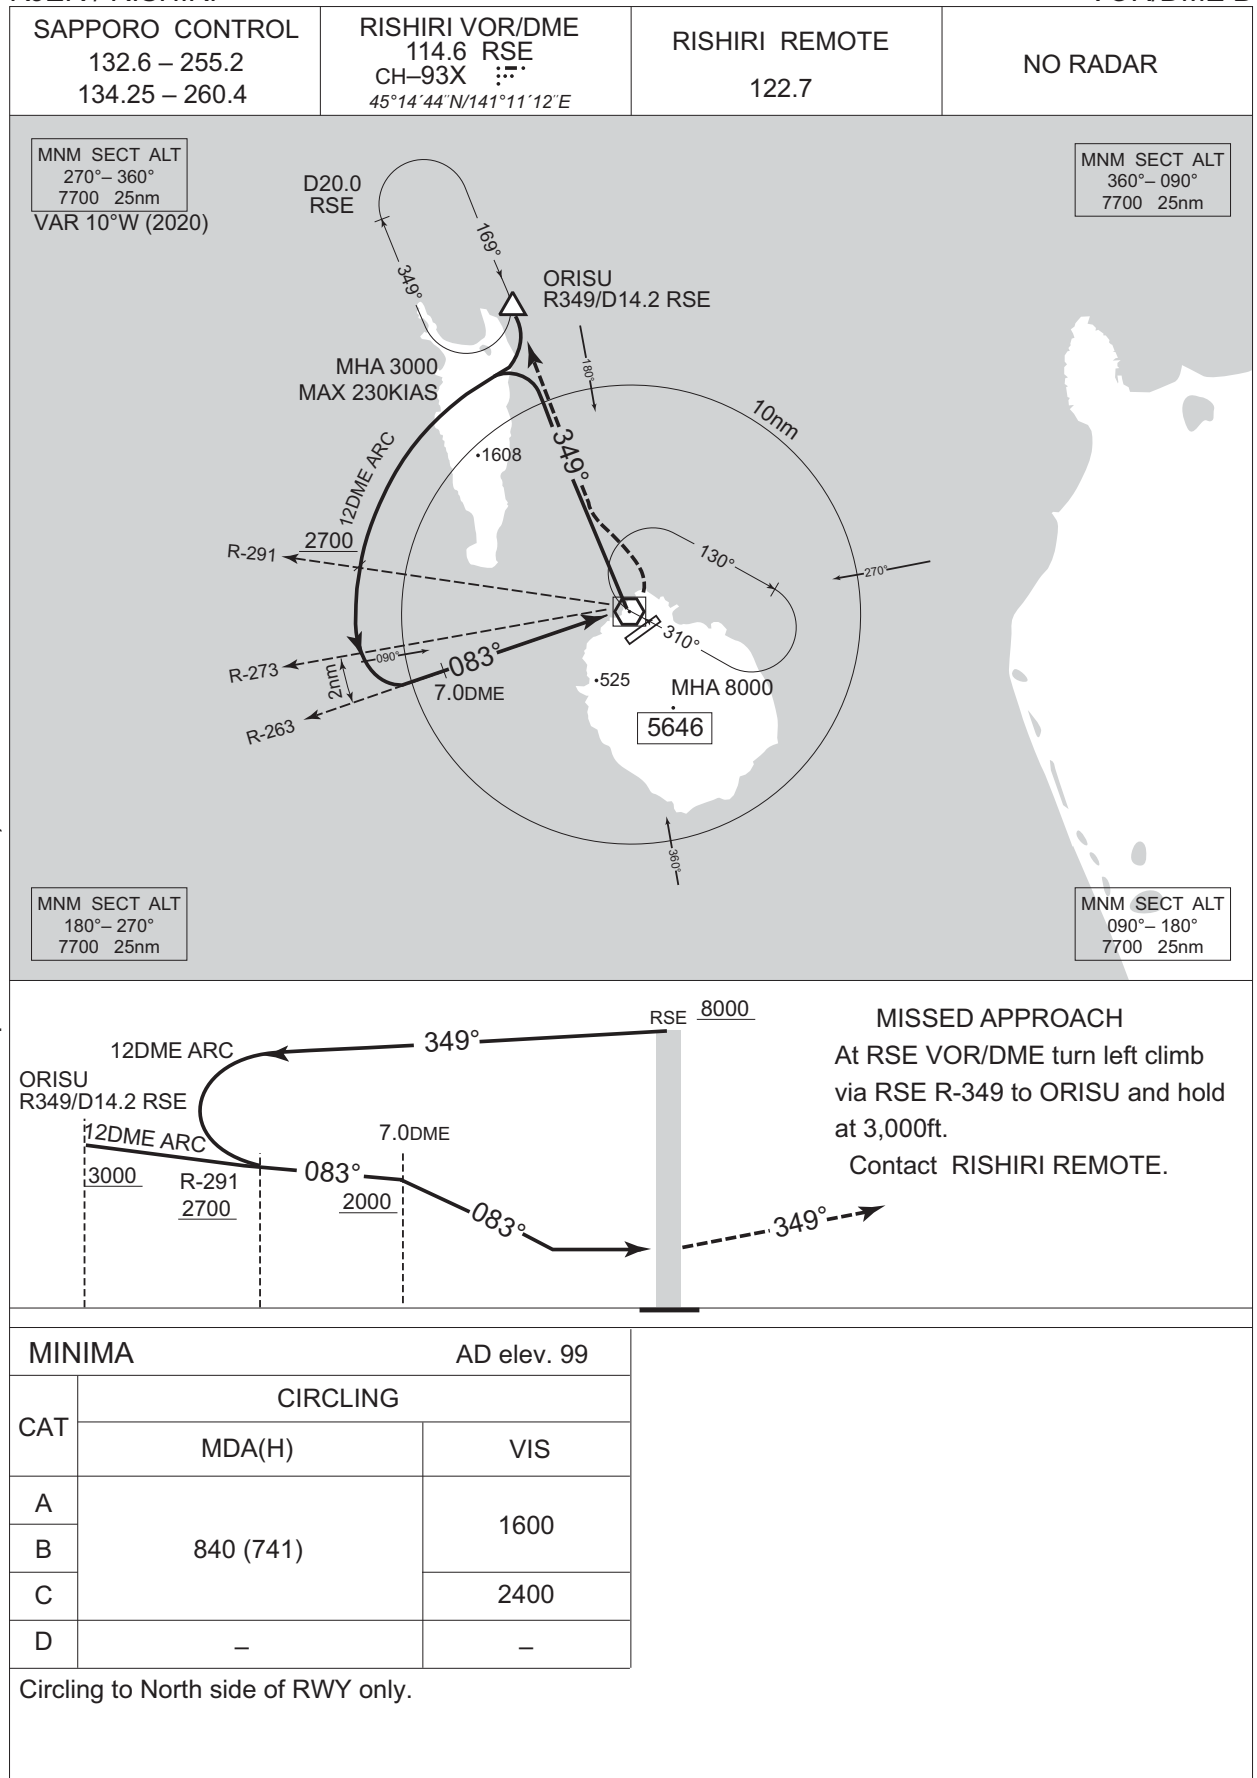 SAPPORO CONTROL
132.6 – 255.2
134.25 – 260.4
RISHIRI VOR/DME
114.6 RSE
CH–93X
45°14´44˝N/141°11´12˝E
RISHIRI REMOTE
122.7
NO RADAR
MNM SECT ALT
270°– 360°
7700 25nm
VAR 10°W (2020)
MNM SECT ALT
360°– 090°
7700 25nm
D20.0
RSE
169°
349°
ORISU
R349/D14.2 RSE
MHA 3000
MAX 230KIAS
180°
10nm
349°
12DME ARC
•1608
2700
R-291
130°
270°
310°
090°
083°
R-273
2nm
7.0DME
R-263
•525
MHA 8000
5646
360°
MNM SECT ALT
180°– 270°
7700 25nm
MNM SECT ALT
090°– 180°
7700 25nm
RSE 8000
349°
12DME ARC
ORISU
R349/D14.2 RSE
12DME ARC
7.0DME
3000
R-291
2700
083°
2000
083°
349°
MISSED APPROACH
At RSE VOR/DME turn left climb
via RSE R-349 to ORISU and hold
at 3,000ft.
Contact RISHIRI REMOTE.
MINIMA AD elev. 99
CAT
CIRCLING
MDA(H) VIS
A
B
C
D
840 (741)
1600
2400
– –
Circling to North side of RWY only.